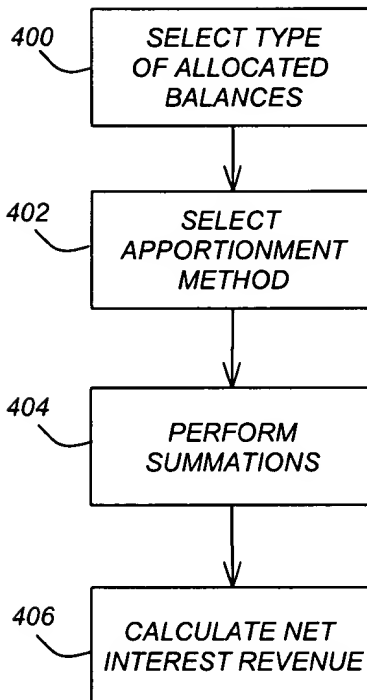 400
SELECT TYPE
OF ALLOCATED
BALANCES
402
SELECT
APPORTIONMENT
METHOD
404
PERFORM
SUMMATIONS
406
CALCULATE NET
INTEREST REVENUE